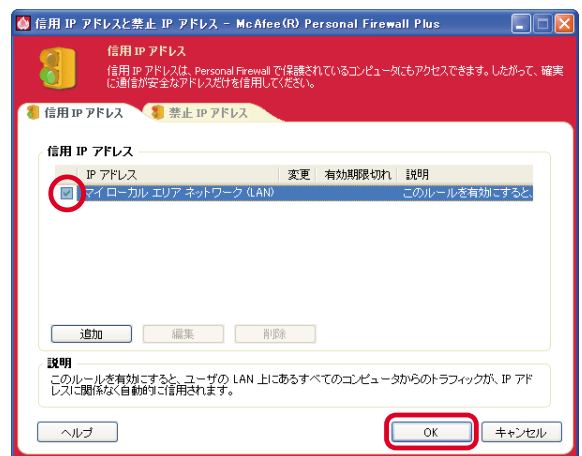 信用 IP アドレスと禁止 IP アドレス - McAfee(R) Personal Firewall Plus
信用 IP アドレス
信用 IP アドレスは、Personal Firewall で保護されているコンピュータにもアクセスできます。したがって、確実
に通信が安全なアドレスだけを信用してください。
信用 IP アドレス 禁止 IP アドレス
信用 IP アドレス
IP アドレス 変更 有効期限切れ 説明
マイ ローカル エリア ネットワーク (LAN) このルールを有効にすると、
追加 編集 削除
説明
このルールを有効にすると、ユーザの LAN 上にあるすべてのコンピュータからのトラフィックが、IP アド
レスに関係なく自動的に信用されます。
ヘルプ OK キャンセル